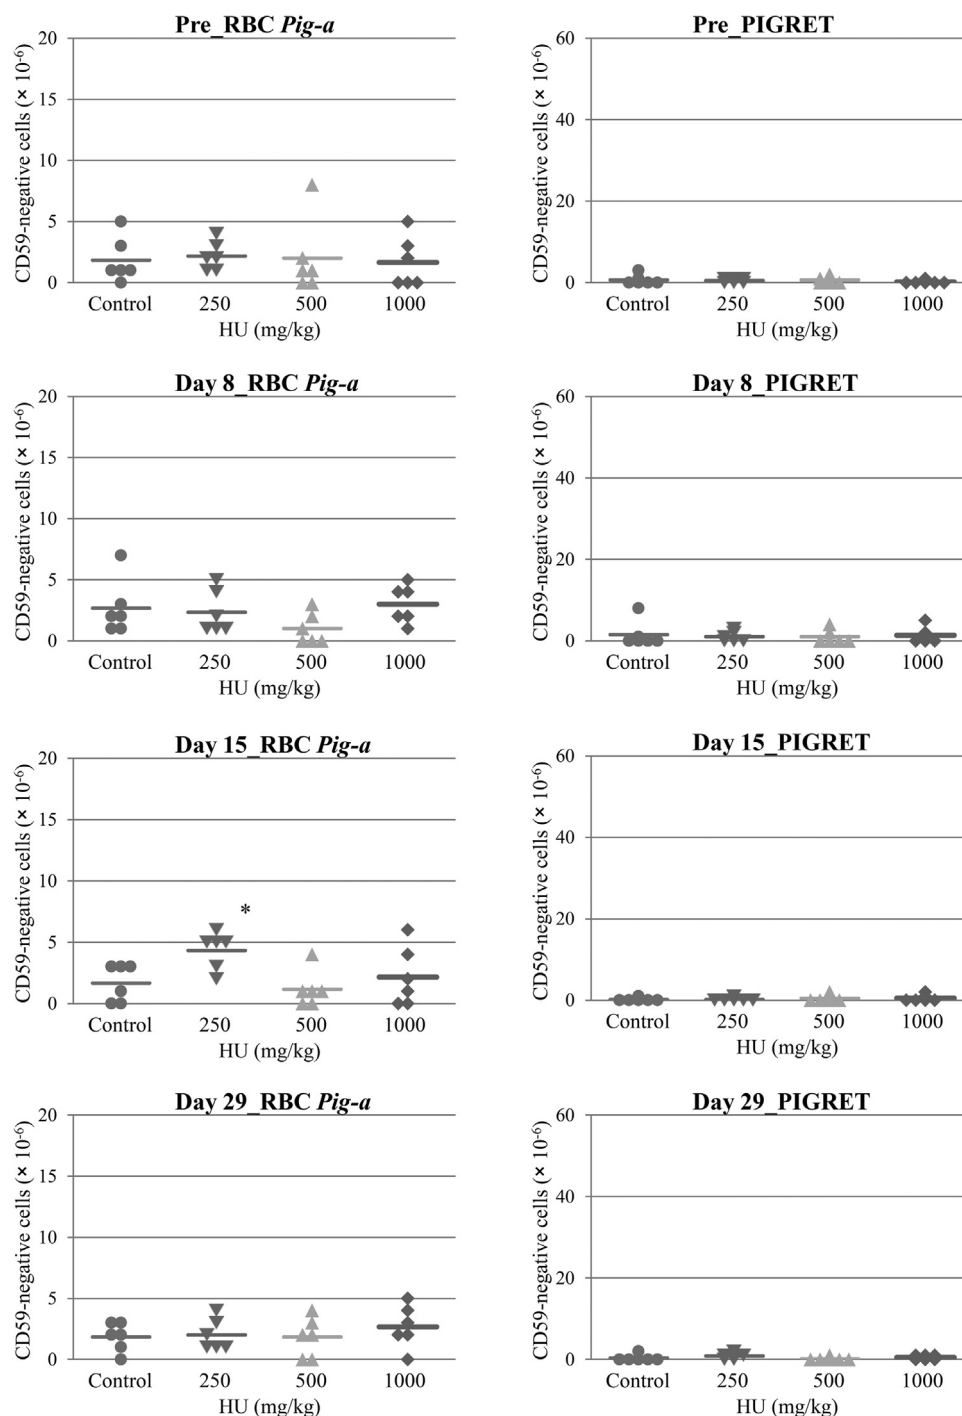 Pre_RBC Pig-a
CD59-negative cells (× 10-6)
20
15
10
5
0
Control 250 500 1000
HU (mg/kg)
Pre_PIGRET
CD59-negative cells (× 10-6)
60
40
20
0
Control 250 500 1000
HU (mg/kg)
Day 8_RBC Pig-a
CD59-negative cells (× 10-6)
20
15
10
5
0
Control 250 500 1000
HU (mg/kg)
Day 8_PIGRET
CD59-negative cells (× 10-6)
60
40
20
0
Control 250 500 1000
HU (mg/kg)
Day 15_RBC Pig-a
CD59-negative cells (× 10-6)
20
15
10
5
0
*
Control 250 500 1000
HU (mg/kg)
Day 15_PIGRET
CD59-negative cells (× 10-6)
60
40
20
0
Control 250 500 1000
HU (mg/kg)
Day 29_RBC Pig-a
CD59-negative cells (× 10-6)
20
15
10
5
0
Control 250 500 1000
HU (mg/kg)
Day 29_PIGRET
CD59-negative cells (× 10-6)
60
40
20
0
Control 250 500 1000
HU (mg/kg)